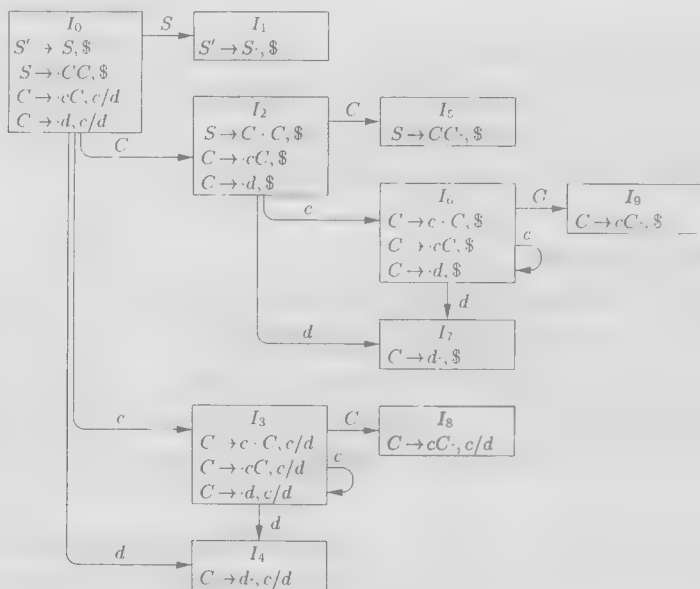 I₀
S' → S, $
S → ·CC, $
C → ·cC, c/d
C → ·d, c/d
S
I₁
S' → S·, $
C
I₂
S → C · C, $
C → ·cC, $
C → ·d, $
C
I₅
S → CC·, $
c
I₆
C → c · C, $
C → ·cC, $
C → ·d, $
C
I₉
C → cC·, $
c
d
d
I₇
C → d·, $
c
I₃
C → c · C, c/d
C → ·cC, c/d
C → ·d, c/d
C
I₈
C → cC·, c/d
c
d
d
I₄
C → d·, c/d